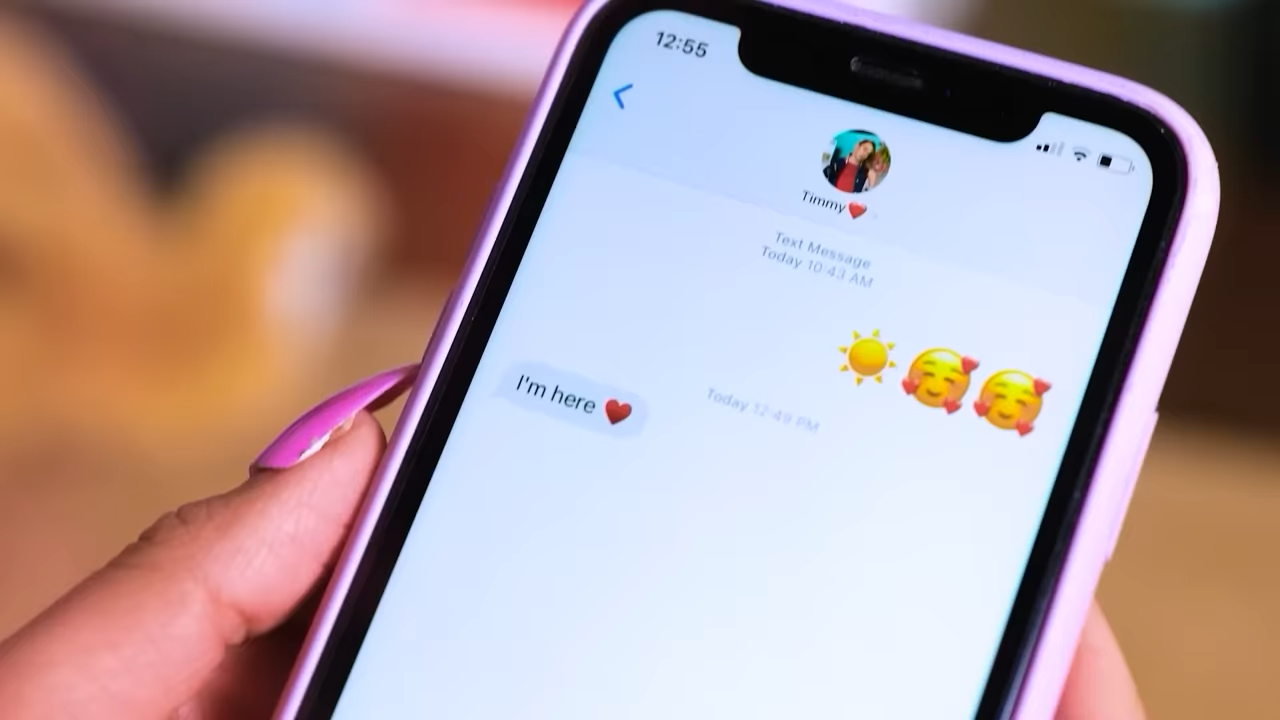 12:55
Timmy❤️
Text Message
Today 10:43 AM
☀️🥰🥰
Today 12:49 PM
I'm here ❤️